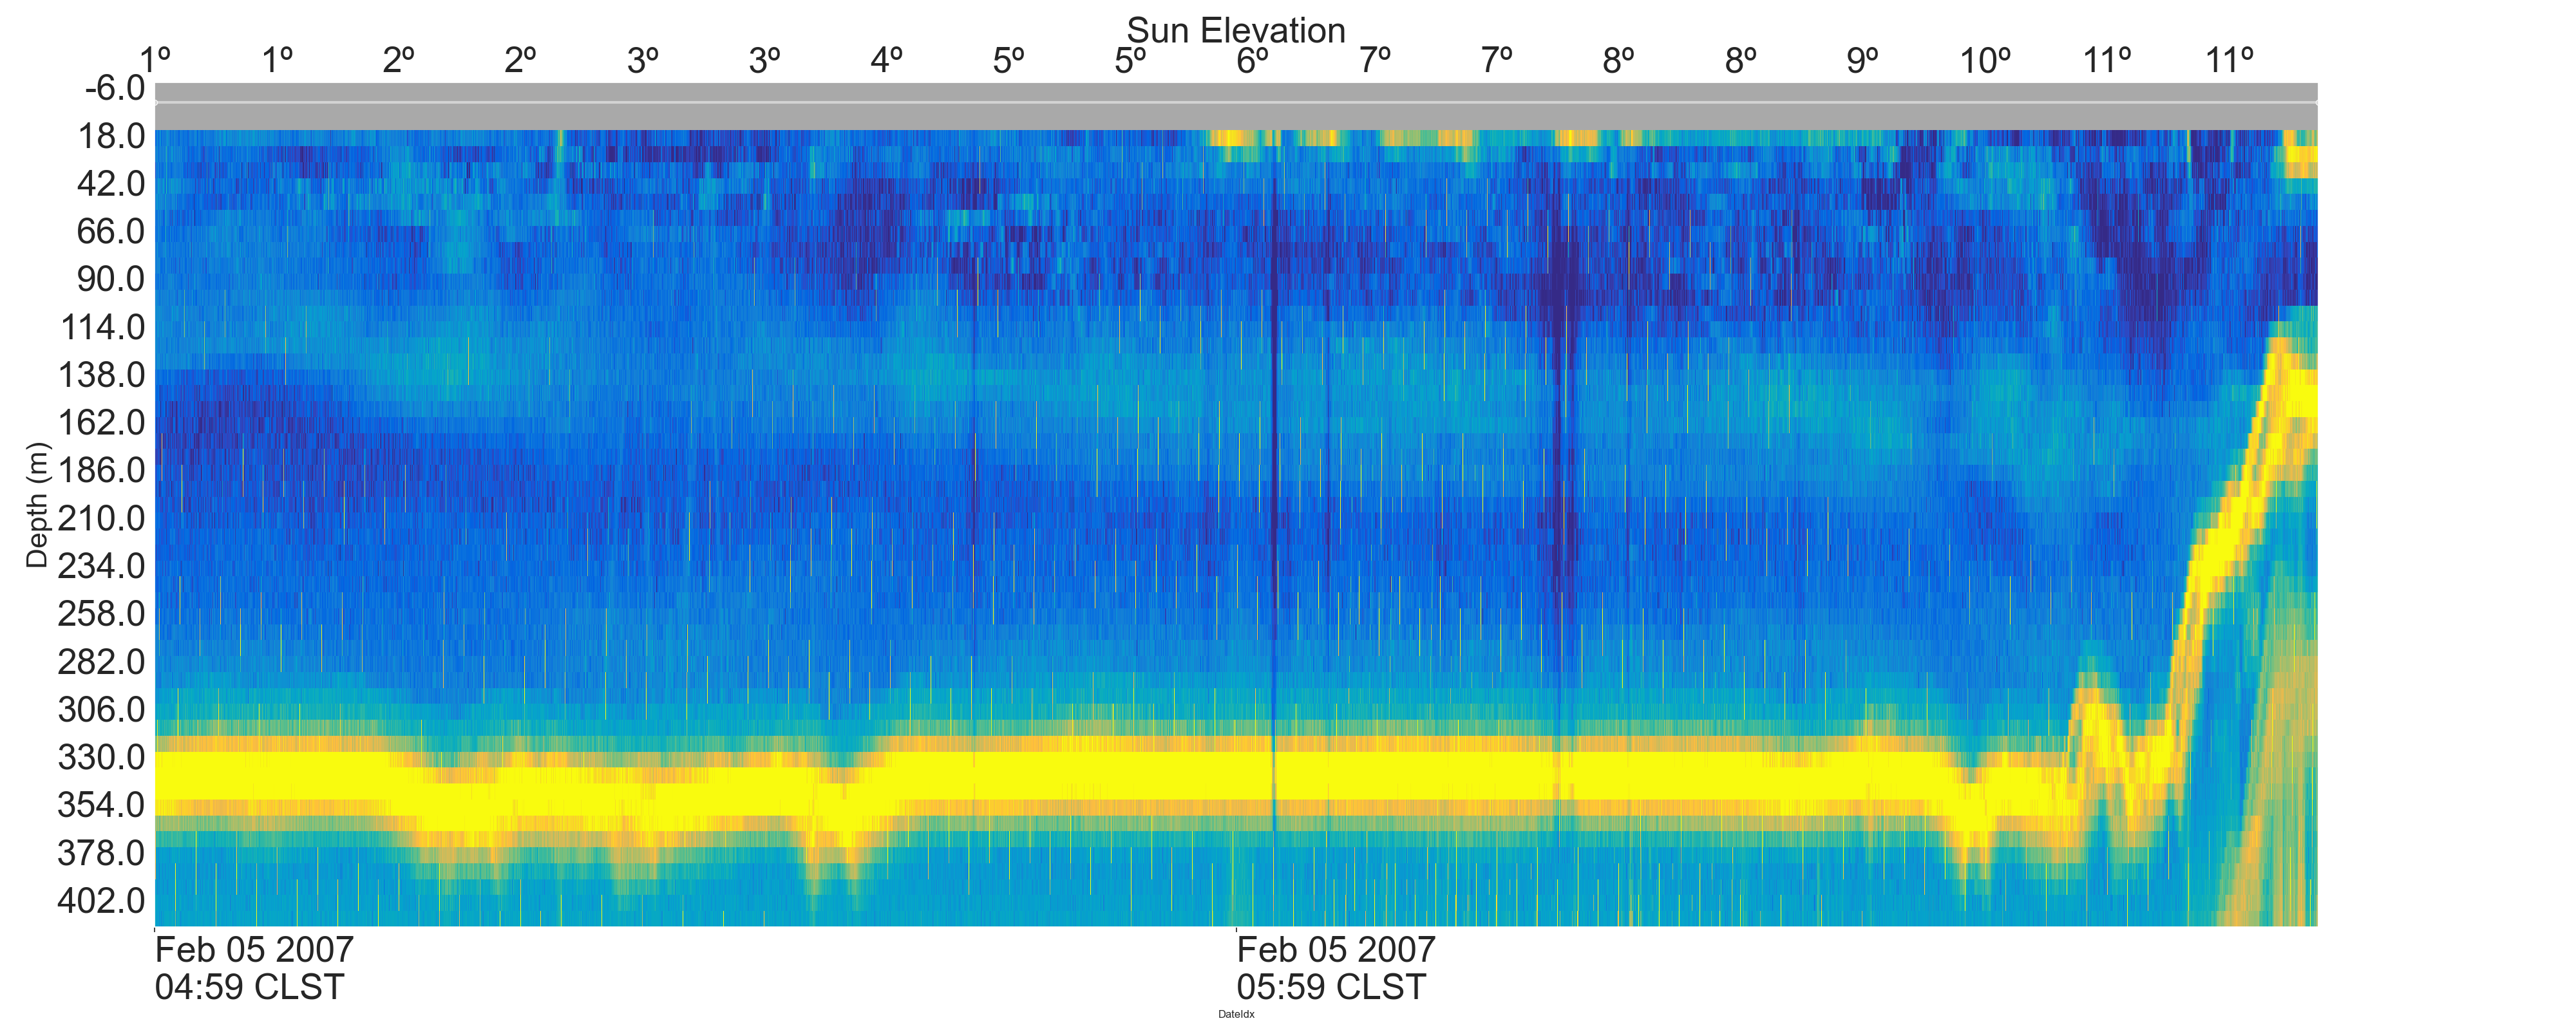 Sun Elevation
1º 1º 2º 2º 3º 3º 4º 5º 5º 6º 7º 7º 8º 8º 9º 10º 11º 11º
-6.0
18.0
42.0
66.0
90.0
114.0
138.0
162.0
186.0
210.0
234.0
258.0
282.0
306.0
330.0
354.0
378.0
402.0
Depth (m)
Feb 05 2007
04:59 CLST
Feb 05 2007
05:59 CLST
DateIdx